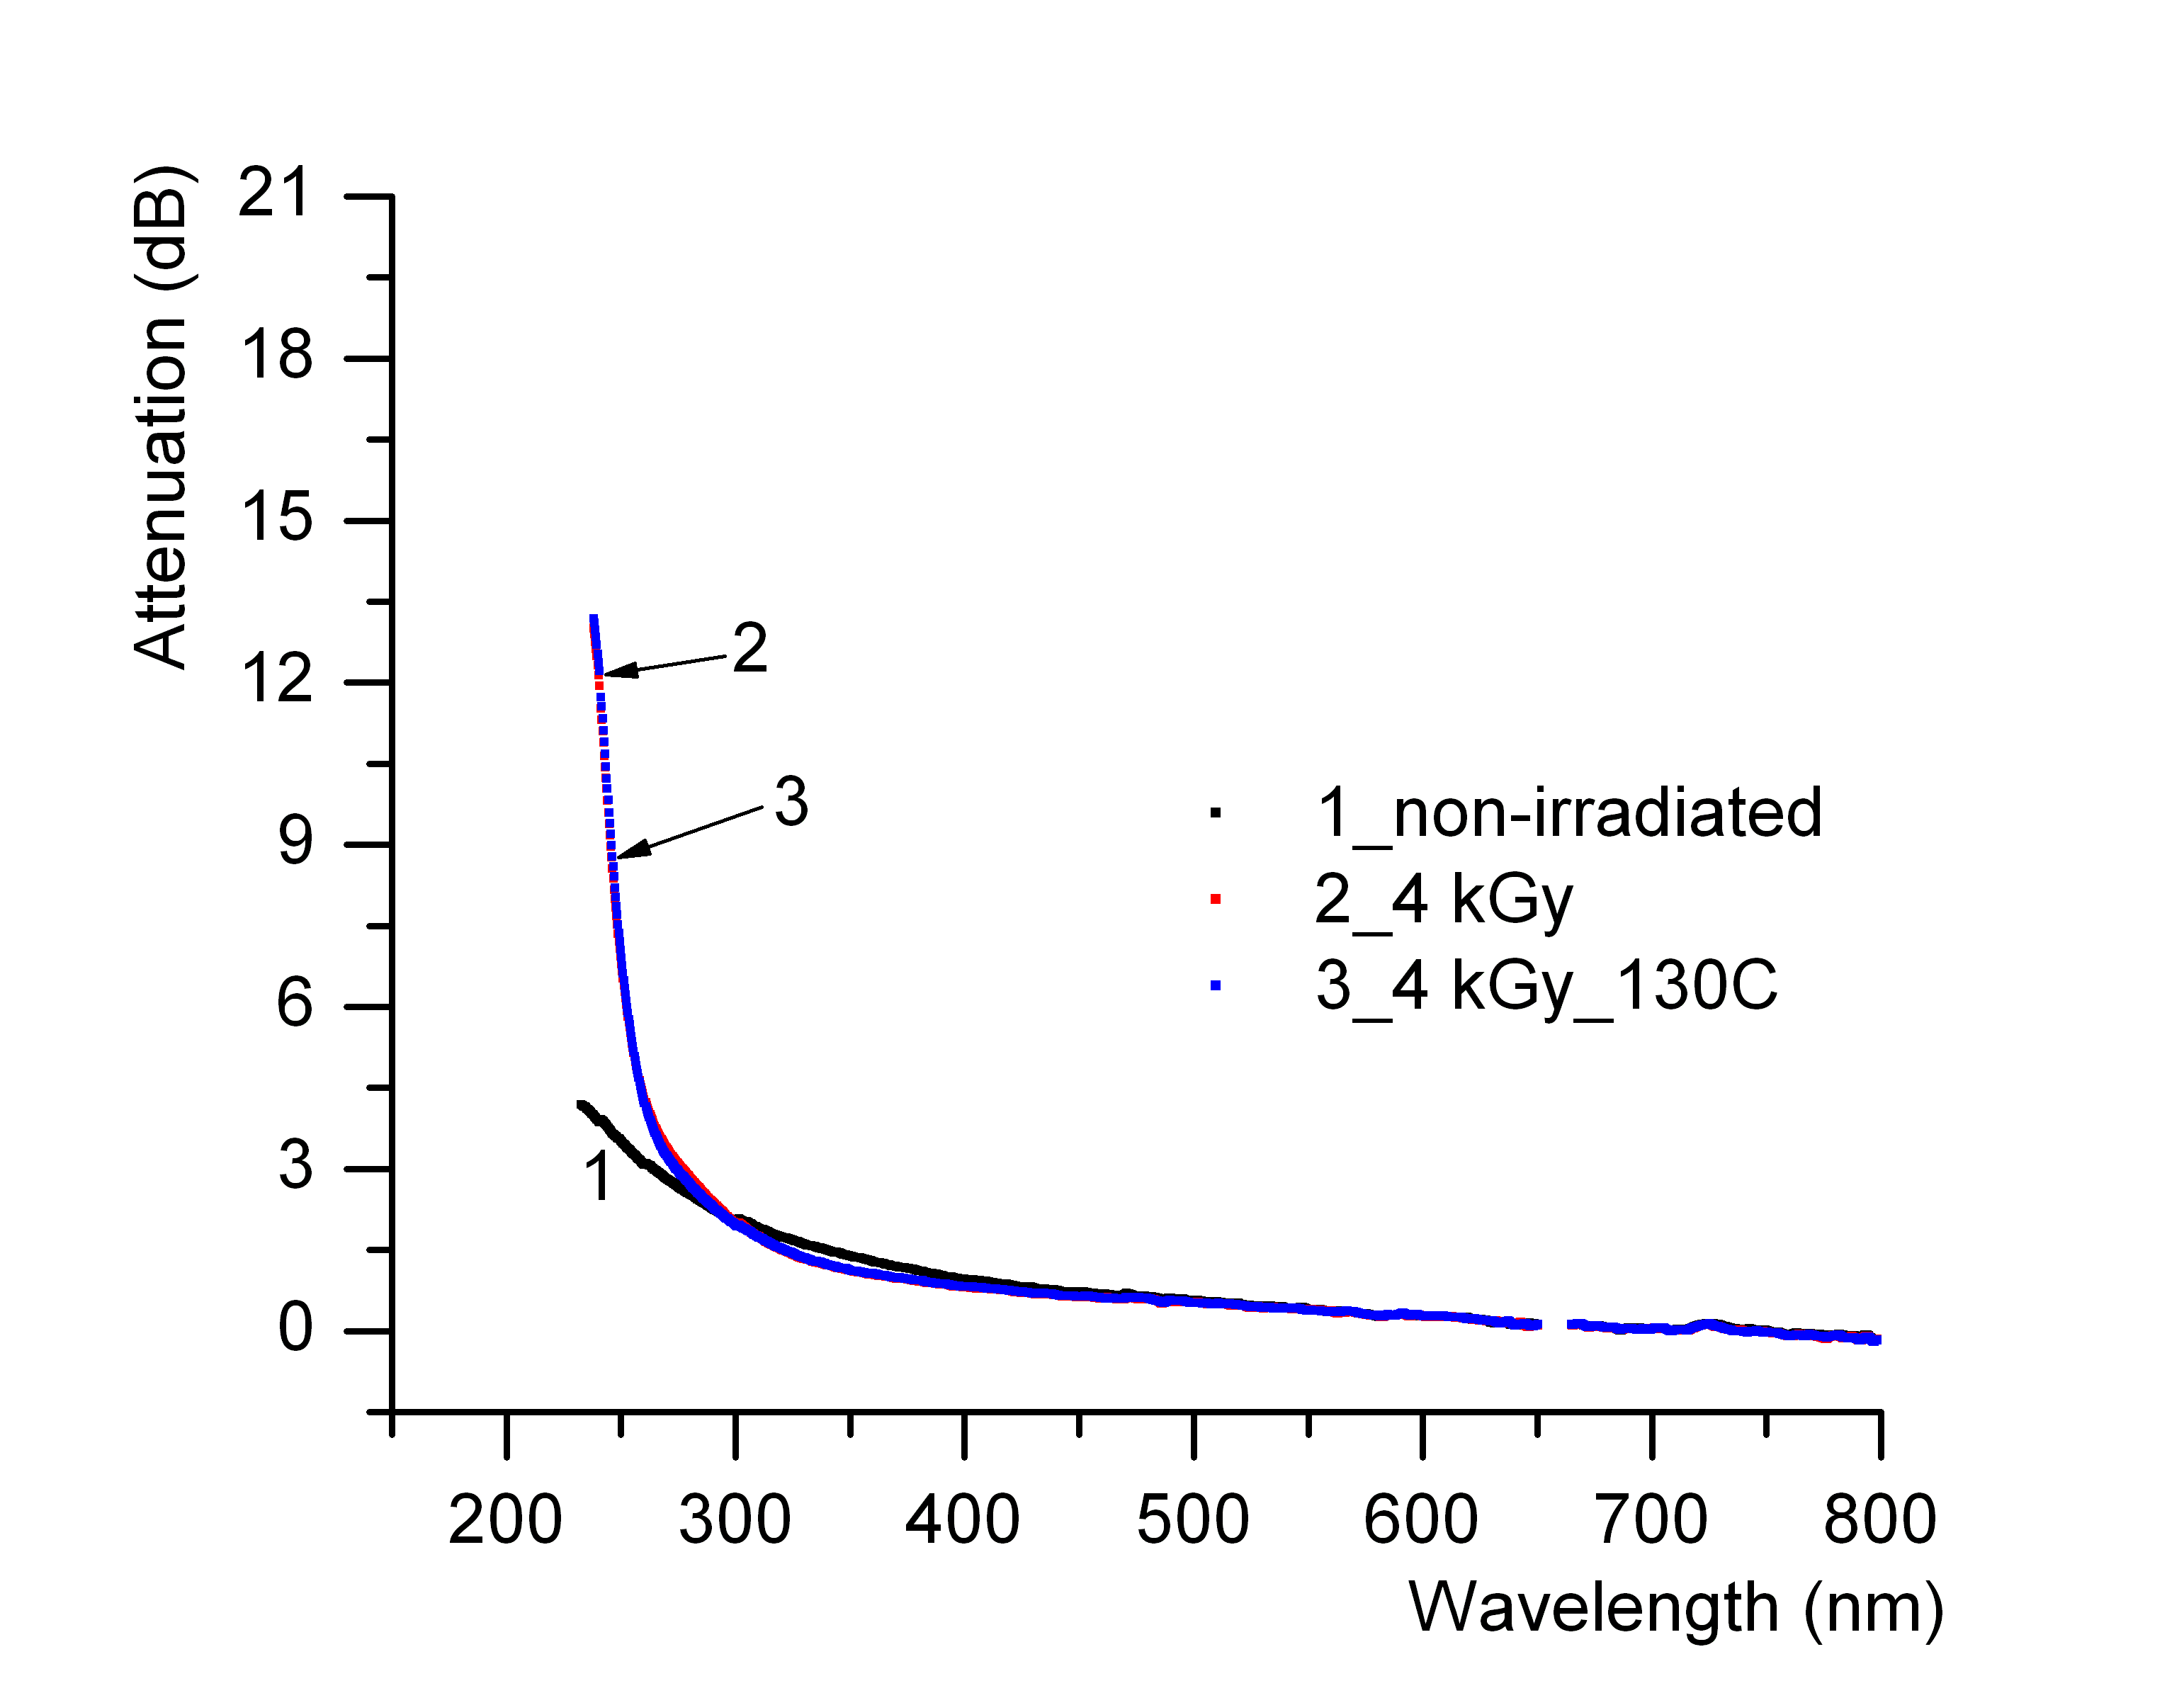 Attenuation (dB)
21
18
15
12
9
6
3
0
2
3
1
1_non-irradiated
2_4 kGy
3_4 kGy_130C
200 300 400 500 600 700 800
Wavelength (nm)